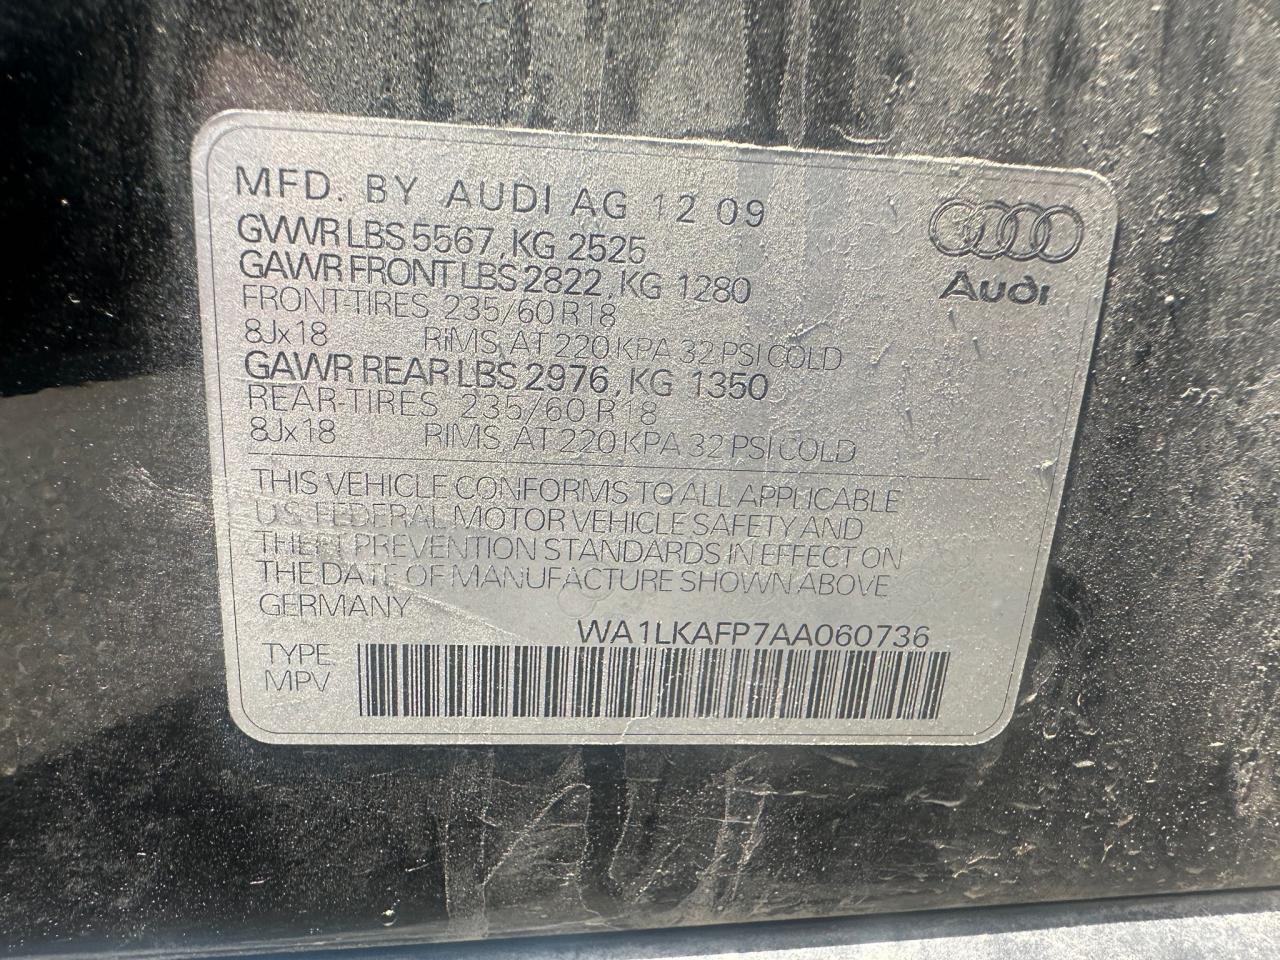 MFD. BY AUDI AG 12 09
GVWR LBS 5567, KG 2525
GAWR FRONT LBS 2822, KG 1280
FRONT-TIRES 235/60 R18
8Jx18 RIMS, AT 220 KPA 32 PSI COLD
GAWR REAR LBS 2976, KG 1350
REAR-TIRES 235/60 R18
8Jx18 RIMS, AT 220 KPA 32 PSI COLD
Audi
THIS VEHICLE CONFORMS TO ALL APPLICABLE
U.S. FEDERAL MOTOR VEHICLE SAFETY AND
THEFT PREVENTION STANDARDS IN EFFECT ON
THE DATE OF MANUFACTURE SHOWN ABOVE
GERMANY
WA1LKAFP7AA060736
TYPE
MPV